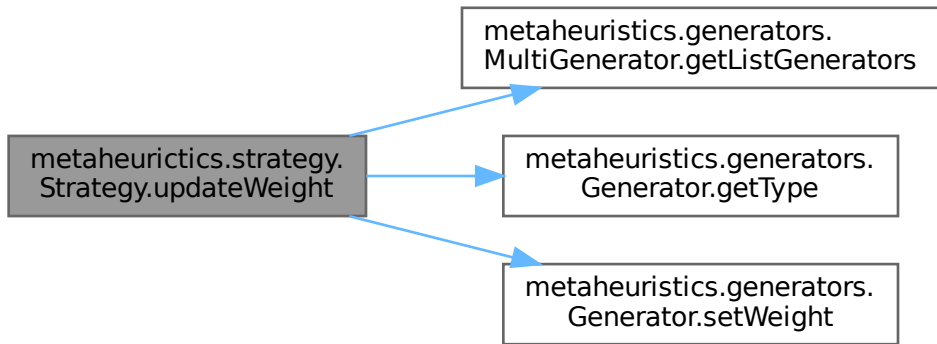 metaheurictics.strategy.
Strategy.updateWeight
metaheuristics.generators.
MultiGenerator.getListGenerators
metaheuristics.generators.
Generator.getType
metaheuristics.generators.
Generator.setWeight